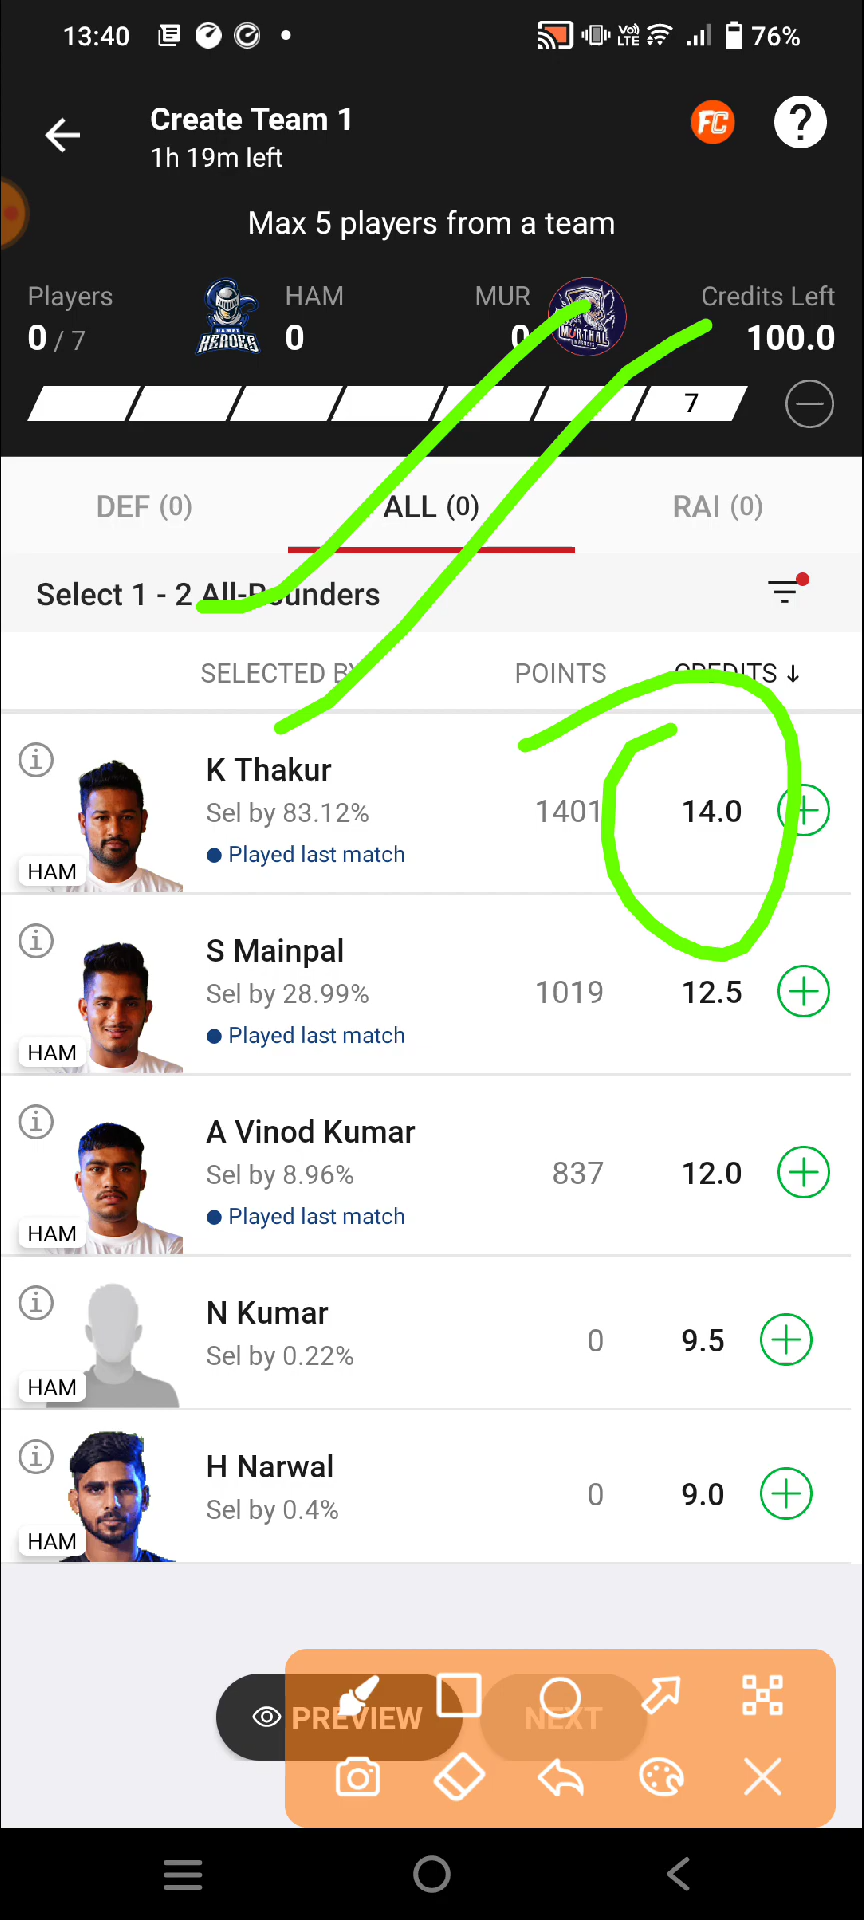 13:40 Vo) LTE 76%
Create Team 1
FC ?
1h 19m left
Max 5 players from a team
Players HAM MUR Credits Left
0 / 7 HEROES 0 0 100.0
7
DEF (0) ALL (0) RAI (0)
Select 1 - 2 All-Rounders
SELECTED BY POINTS CREDITS ↓
K Thakur
Sel by 83.12% 1401 14.0
Played last match
HAM
S Mainpal
Sel by 28.99% 1019 12.5
Played last match
HAM
A Vinod Kumar
Sel by 8.96% 837 12.0
Played last match
HAM
N Kumar
Sel by 0.22% 0 9.5
HAM
H Narwal
Sel by 0.4% 0 9.0
HAM
PREVIEW NEXT